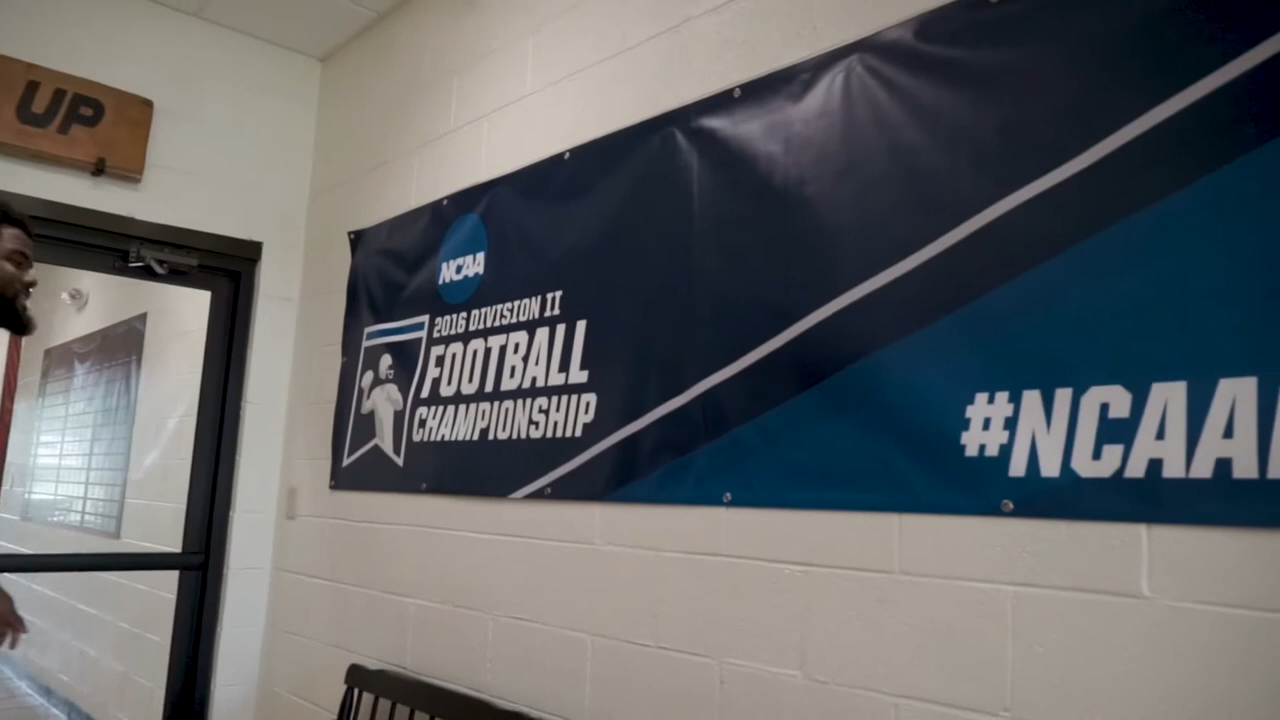 UP
NCAA
2016 DIVISION II
FOOTBALL
CHAMPIONSHIP
#NCAA